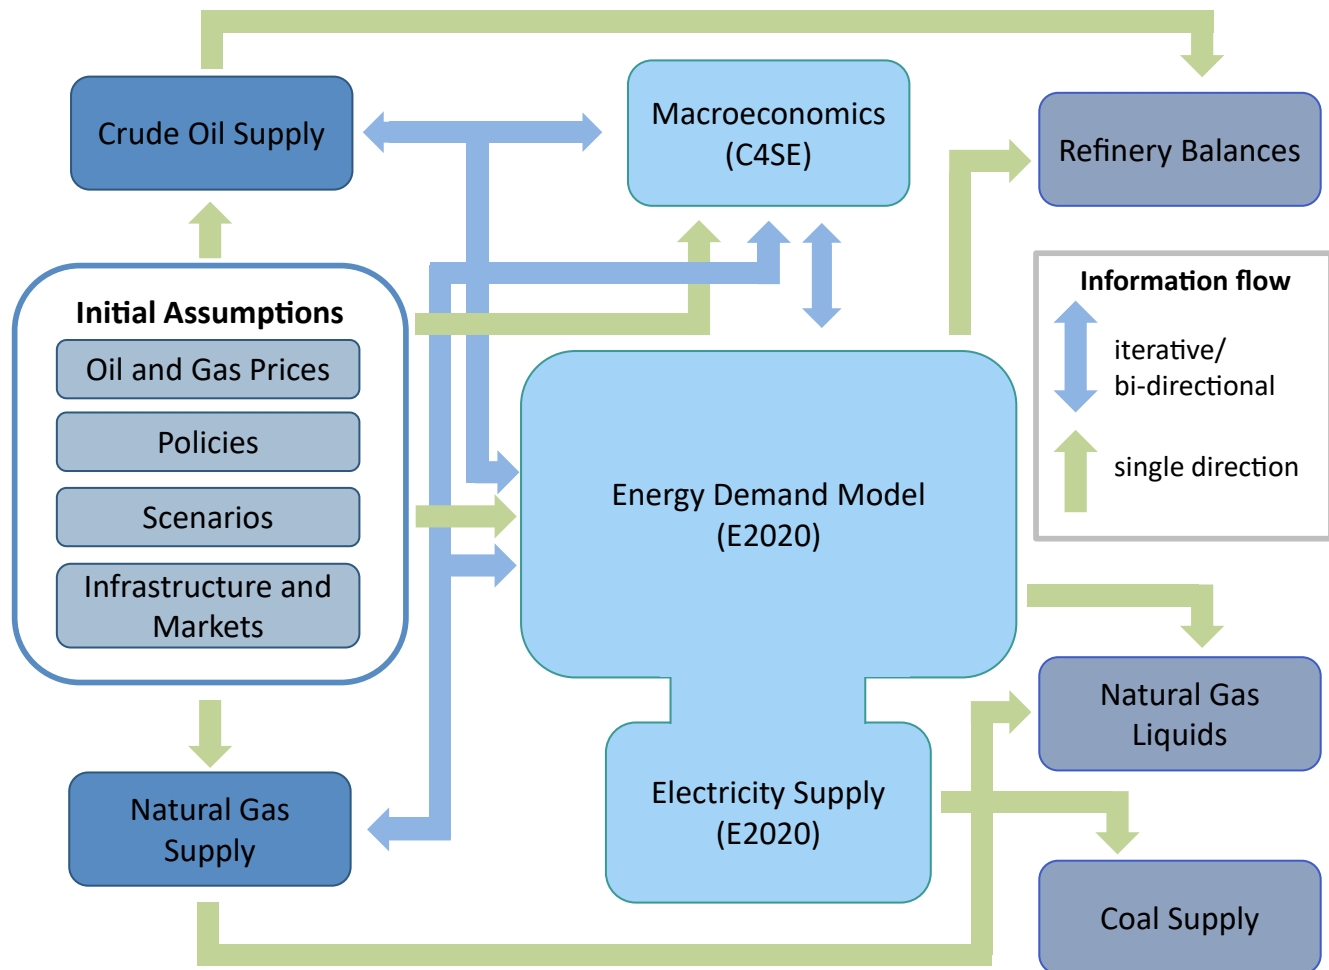 Crude Oil Supply
Macroeconomics
(C4SE)
Refinery Balances
Initial Assumptions
Oil and Gas Prices
Policies
Scenarios
Infrastructure and
Markets
Information flow
iterative/
bi-directional
single direction
Energy Demand Model
(E2020)
Natural Gas
Supply
Electricity Supply
(E2020)
Natural Gas
Liquids
Coal Supply